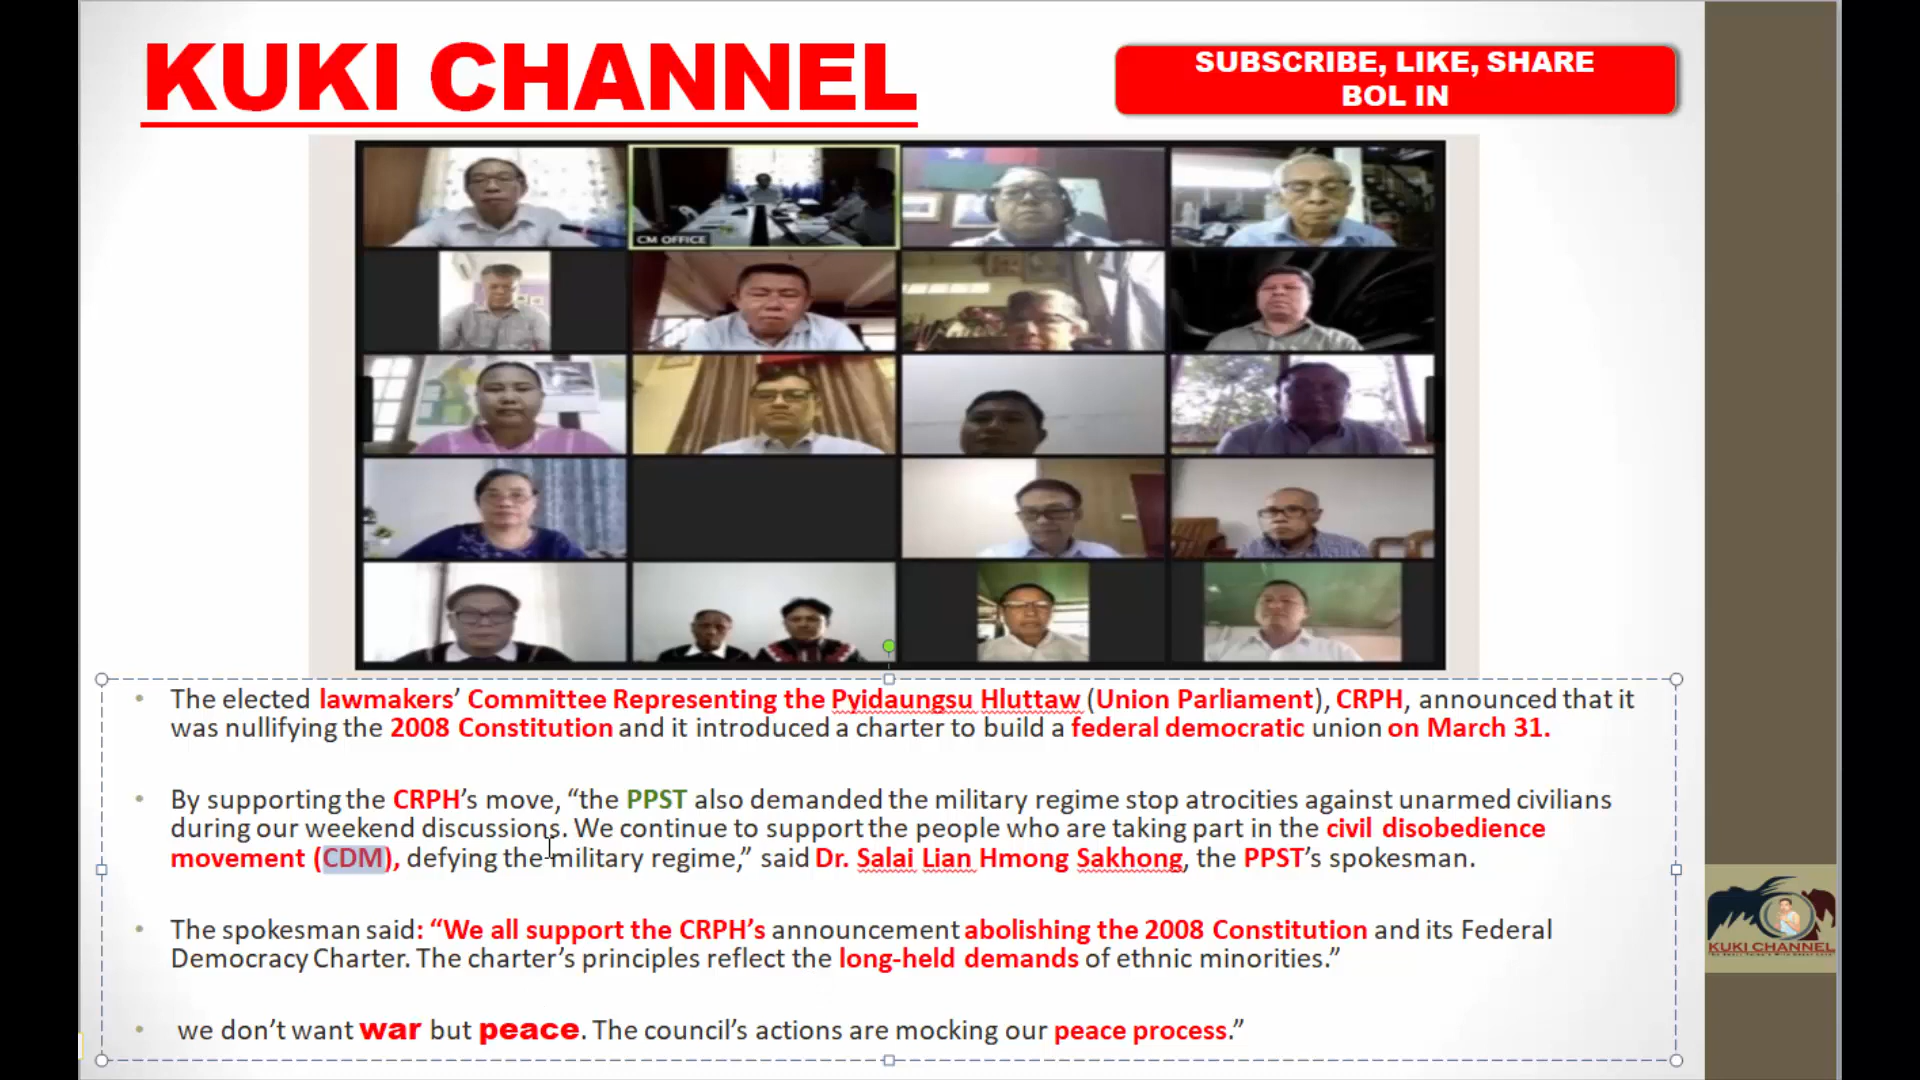 KUKI CHANNEL
SUBSCRIBE, LIKE, SHARE
BOL IN
CM OFFICE
• The elected lawmakers’ Committee Representing the Pyidaungsu Hluttaw (Union Parliament), CRPH, announced that it
was nullifying the 2008 Constitution and it introduced a charter to build a federal democratic union on March 31.
• By supporting the CRPH’s move, “the PPST also demanded the military regime stop atrocities against unarmed civilians
during our weekend discussions. We continue to support the people who are taking part in the civil disobedience
movement (CDM), defying the military regime,” said Dr. Salai Lian Hmong Sakhong, the PPST’s spokesman.
• The spokesman said: “We all support the CRPH’s announcement abolishing the 2008 Constitution and its Federal
Democracy Charter. The charter’s principles reflect the long-held demands of ethnic minorities.”
• we don’t want war but peace. The council’s actions are mocking our peace process.”
KUKI CHANNEL